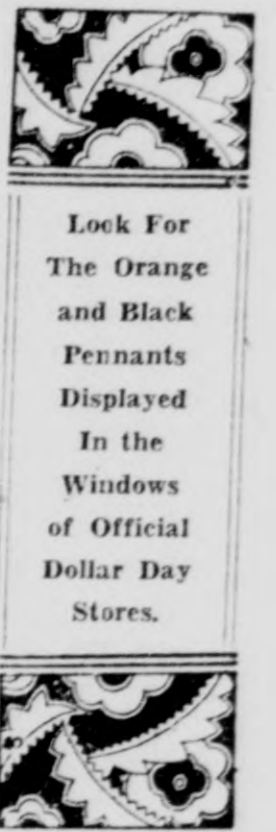 Look For
The Orange
and Black
Pennants
Displayed
In the
Windows
of Official
Dollar Day
Stores.